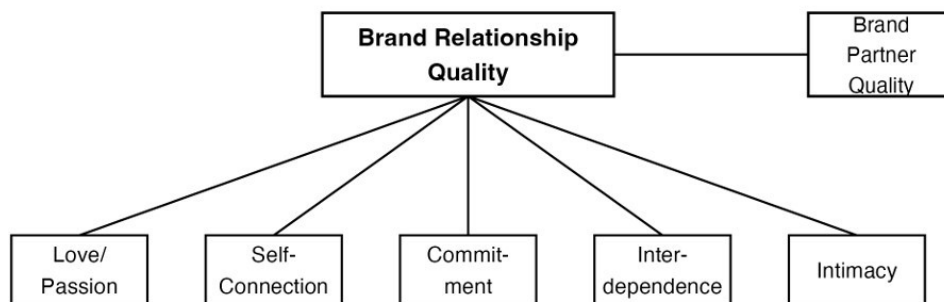 Brand Relationship
Quality
Brand
Partner
Quality
Love/
Passion
Self-
Connection
Commit-
ment
Inter-
dependence
Intimacy